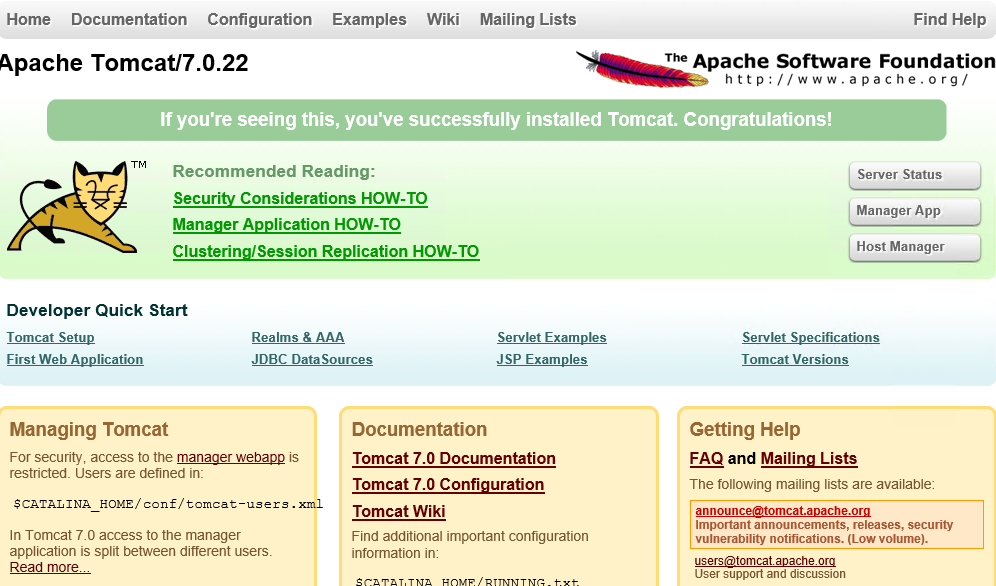 Home Documentation Configuration Examples Wiki Mailing Lists Find Help
Apache Tomcat/7.0.22
The Apache Software Foundation
http://www.apache.org/
If you're seeing this, you've successfully installed Tomcat. Congratulations!
TM
Recommended Reading:
Security Considerations HOW-TO
Manager Application HOW-TO
Clustering/Session Replication HOW-TO
Server Status
Manager App
Host Manager
Developer Quick Start
Tomcat Setup
First Web Application
Realms & AAA
JDBC DataSources
Servlet Examples
JSP Examples
Servlet Specifications
Tomcat Versions
Managing Tomcat
For security, access to the manager webapp is
restricted. Users are defined in:
$CATALINA_HOME/conf/tomcat-users.xml
In Tomcat 7.0 access to the manager
application is split between different users.
Read more...
Documentation
Tomcat 7.0 Documentation
Tomcat 7.0 Configuration
Tomcat Wiki
Find additional important configuration
information in:
$CATALINA_HOME/RUNNING.txt
Getting Help
FAQ and Mailing Lists
The following mailing lists are available:
announce@tomcat.apache.org
Important announcements, releases, security
vulnerability notifications. (Low volume).
users@tomcat.apache.org
User support and discussion